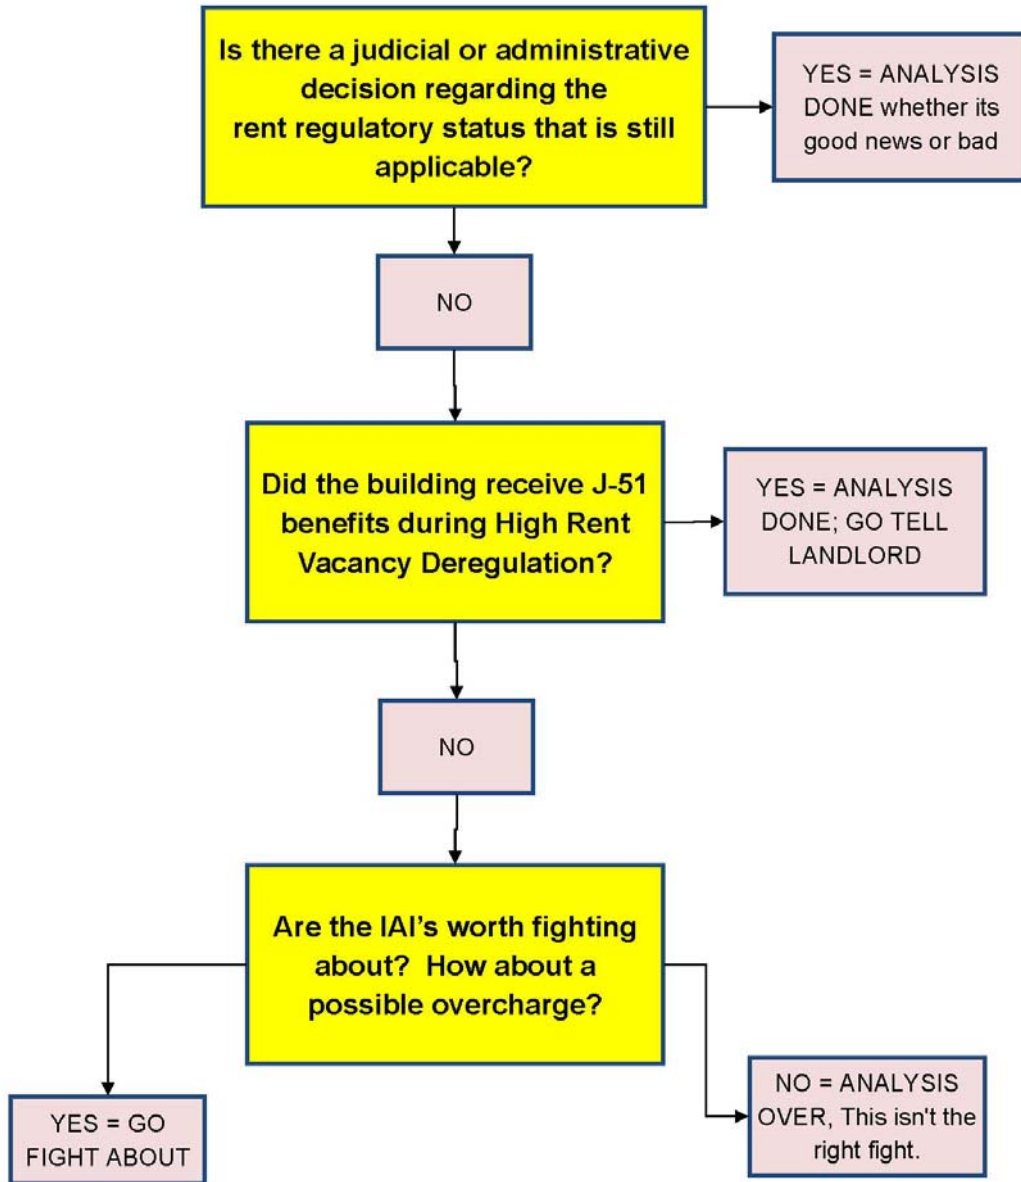 Is there a judicial or administrative
decision regarding the
rent regulatory status that is still
applicable?
YES = ANALYSIS
DONE whether its
good news or bad
NO
Did the building receive J-51
benefits during High Rent
Vacancy Deregulation?
YES = ANALYSIS
DONE; GO TELL
LANDLORD
NO
Are the IAI's worth fighting
about? How about a
possible overcharge?
YES = GO
FIGHT ABOUT
NO = ANALYSIS
OVER, This isn't the
right fight.